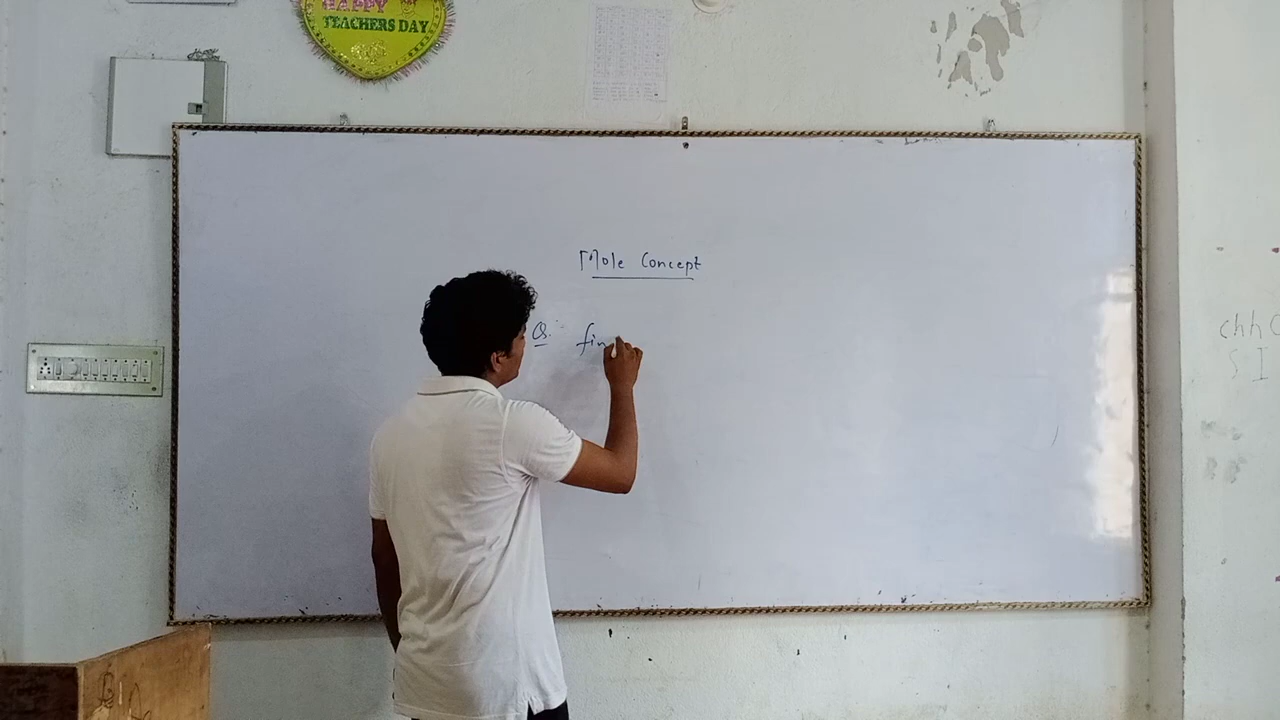 HAPPY
TEACHERS DAY
Mole Concept
Q:- fin
chh
S I